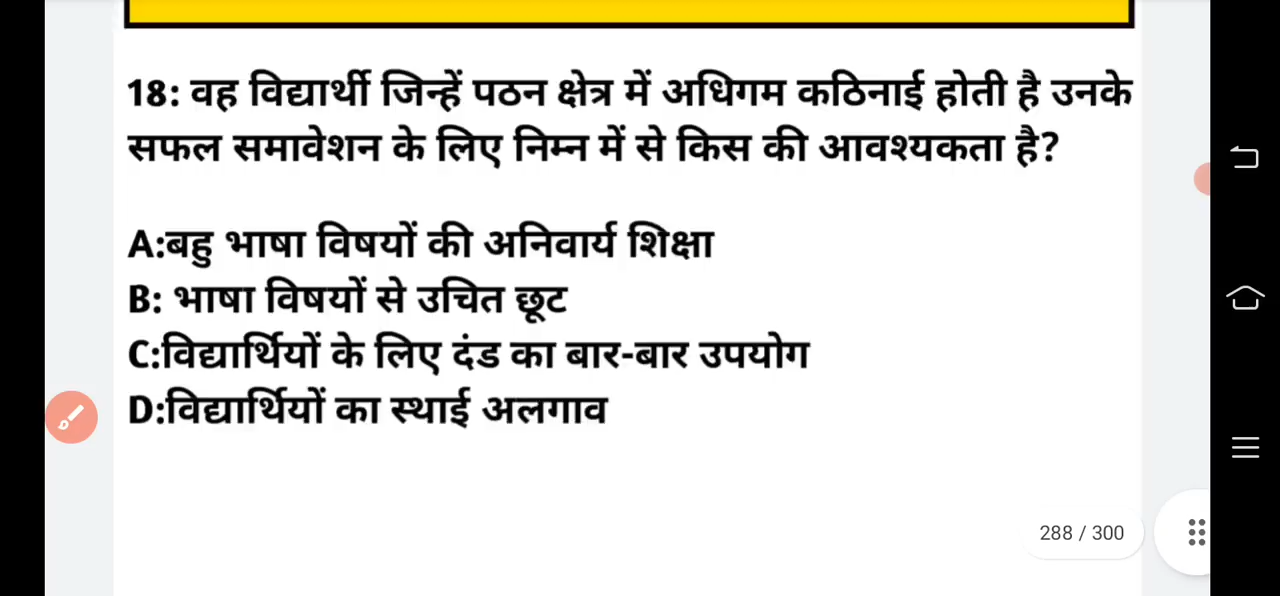 18: वह विद्यार्थी जिन्हें पठन क्षेत्र में अधिगम कठिनाई होती है उनके
सफल समावेशन के लिए निम्न में से किस की आवश्यकता है?
A:बहु भाषा विषयों की अनिवार्य शिक्षा
B: भाषा विषयों से उचित छूट
C:विद्यार्थियों के लिए दंड का बार-बार उपयोग
D:विद्यार्थियों का स्थाई अलगाव
288 / 300